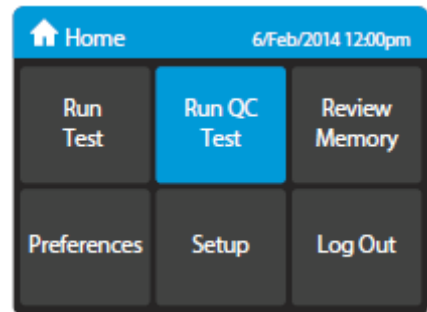 Home 6/Feb/2014 12:00pm
Run
Test
Run QC
Test
Review
Memory
Preferences
Setup
Log Out